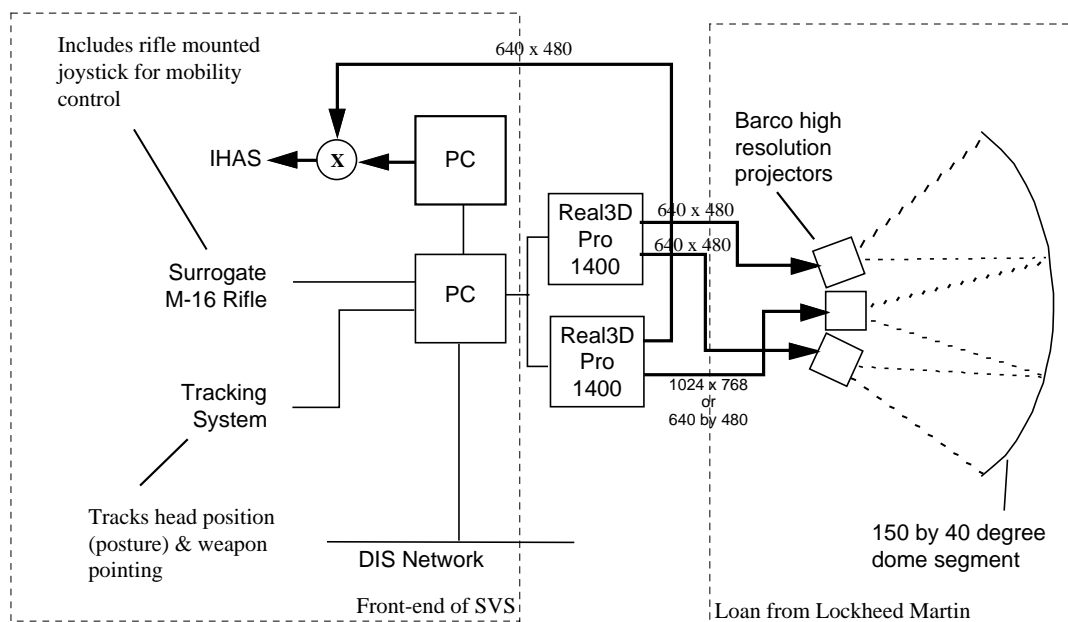 Includes rifle mounted
joystick for mobility
control
640 x 480
IHAS
X
PC
Barco high
resolution
projectors
Real3D
Pro
1400
640 x 480
640 x 480
Surrogate
M-16 Rifle
PC
Real3D
Pro
1400
1024 x 768
or
640 by 480
Tracking
System
Tracks head position
(posture) & weapon
pointing
DIS Network
150 by 40 degree
dome segment
Front-end of SVS
Loan from Lockheed Martin